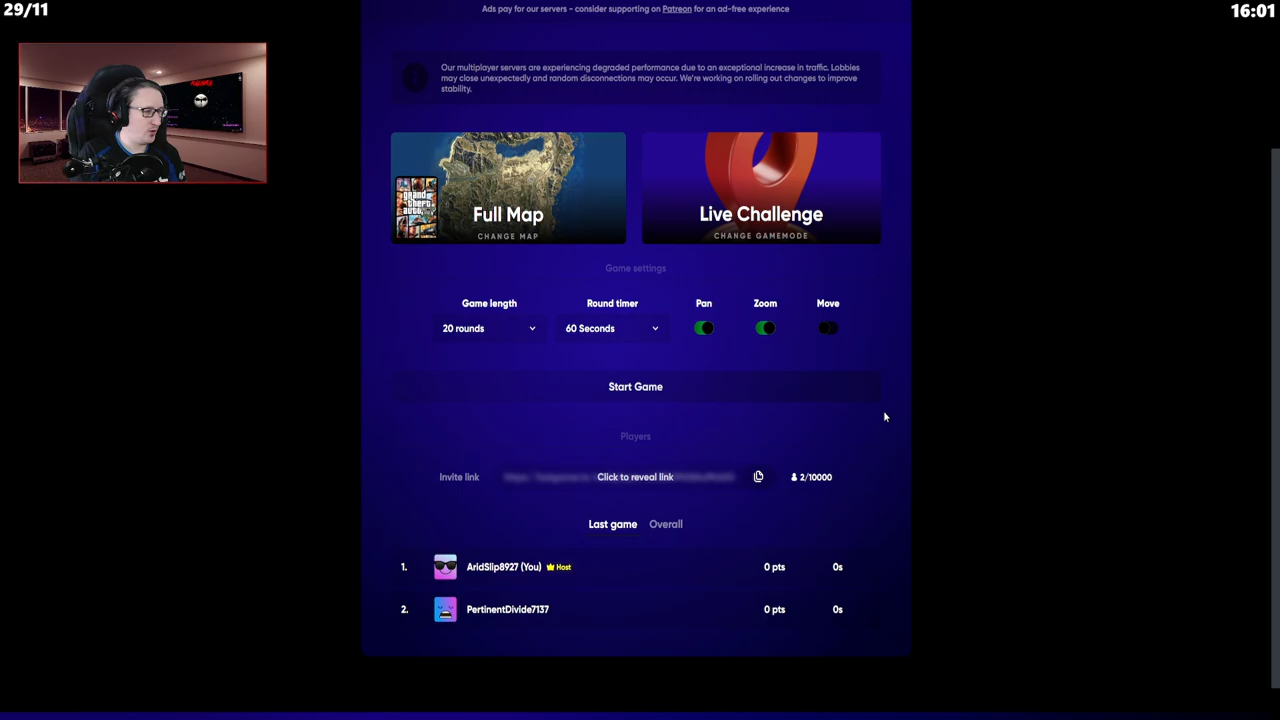 29/11
16:01
Ads pay for our servers - consider supporting on Patreon for an ad-free experience
Our multiplayer servers are experiencing degraded performance due to an exceptional increase in traffic. Lobbies
may close unexpectedly and random disconnections may occur. We're working on rolling out changes to improve
stability.
grand
theft
auto
Full Map
CHANGE MAP
Live Challenge
CHANGE GAMEMODE
Game settings
Game length
Round timer
Pan
Zoom
Move
20 rounds
60 Seconds
Start Game
Players
Invite link
Click to reveal link
2/10000
Last game
Overall
1.
AridSlip8927 (You)
Host
0 pts
0s
2.
PertinentDivide7137
0 pts
0s